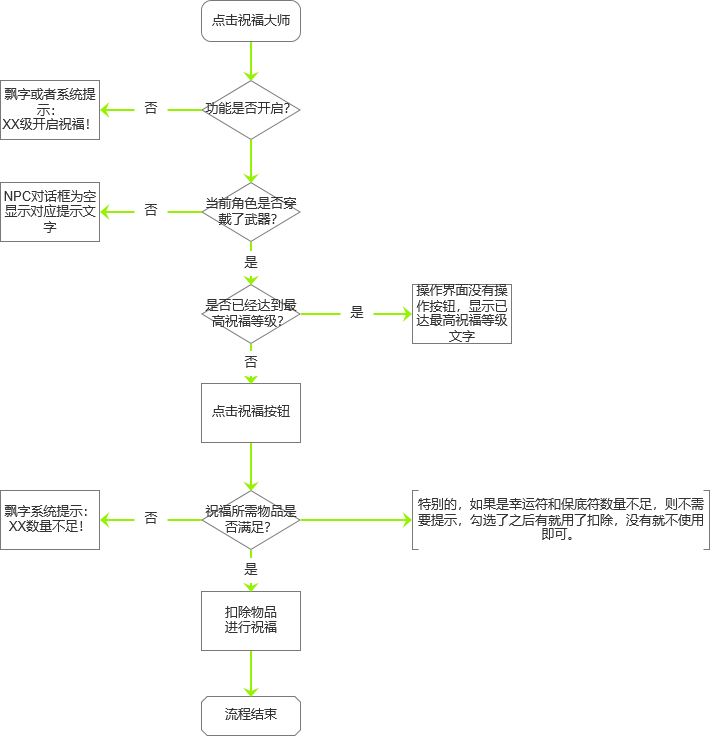 点击祝福大师
功能是否开启?
否
飘字或者系统提
示:
XX级开启祝福!
当前角色是否穿
戴了武器?
否
NPC对话框为空
显示对应提示文
字
是
是否已经达到最
高祝福等级?
是
操作界面没有操
作按钮，显示已
达最高祝福等级
文字
否
点击祝福按钮
祝福所需物品是
否满足?
否
飘字系统提示:
XX数量不足!
特别的，如果是幸运符和保底符数量不足，则不需
要提示，勾选了之后有就用了扣除，没有就不使用
即可。
是
扣除物品
进行祝福
流程结束